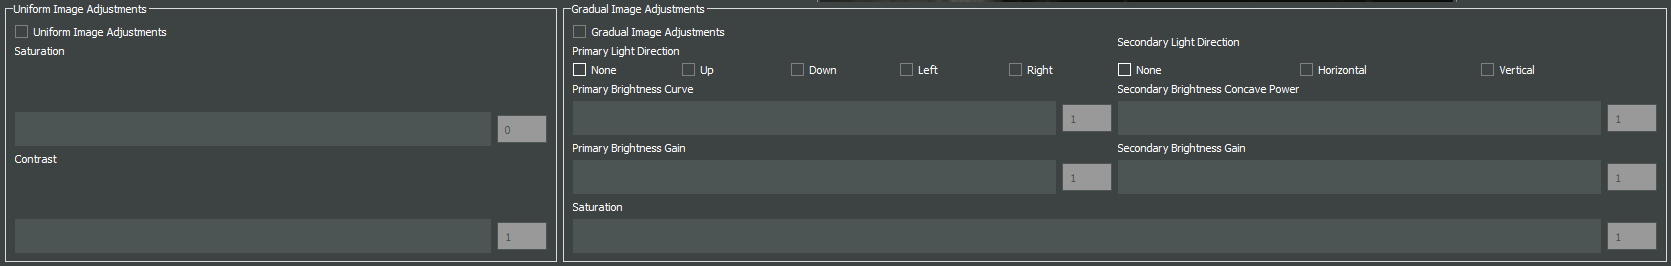 Uniform Image Adjustments
Uniform Image Adjustments
Saturation
0
Contrast
1
Gradual Image Adjustments
Gradual Image Adjustments
Primary Light Direction
Secondary Light Direction
None Up Down Left Right
None Horizontal Vertical
Primary Brightness Curve
Secondary Brightness Concave Power
1
1
Primary Brightness Gain
Secondary Brightness Gain
1
1
Saturation
1